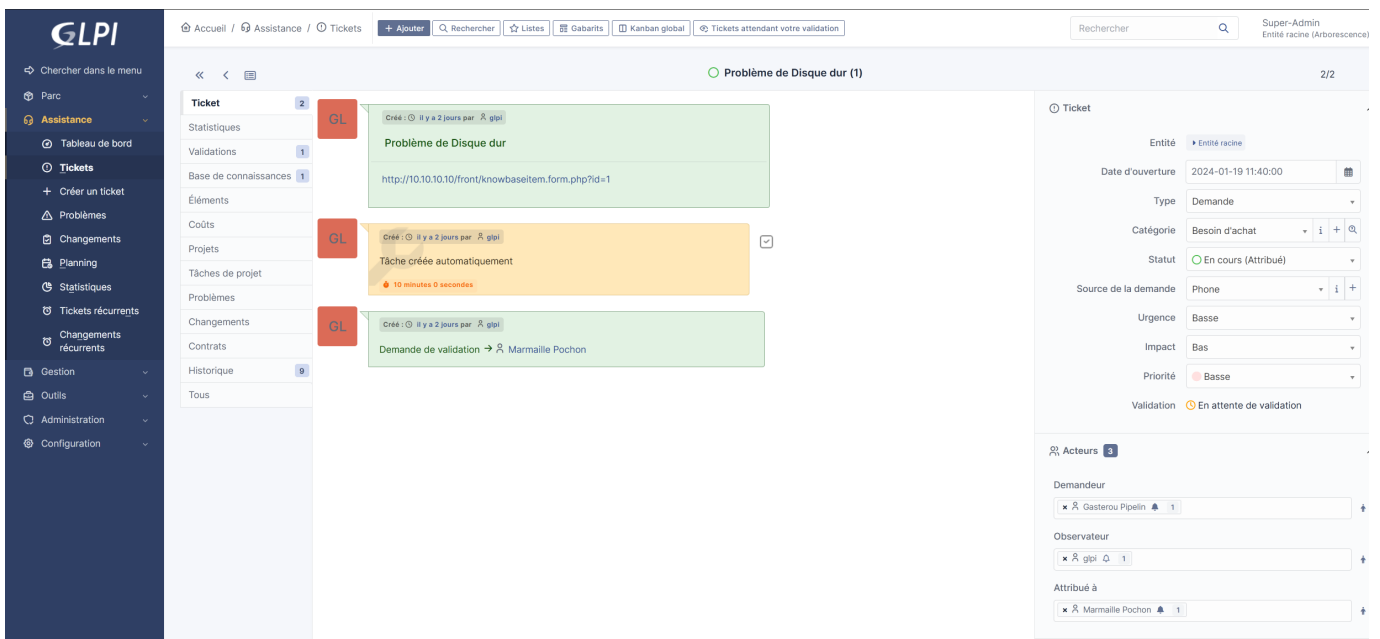 GLPI
Accueil / Assistance / Tickets
+ Ajouter
Rechercher
Listes
Gabarits
Kanban global
Tickets attendant votre validation
Rechercher
Super-Admin
Entité racine (Arborescence)
Chercher dans le menu
Parc
Assistance
Tableau de bord
Tickets
Créer un ticket
Problèmes
Changements
Planning
Statistiques
Tickets récurrents
Changements
récurrents
Gestion
Outils
Administration
Configuration
Problème de Disque dur (1)
2/2
Ticket 2
Statistiques
Validations 1
Base de connaissances 1
Éléments
Coûts
Projets
Tâches de projet
Problèmes
Changements
Contrats
Historique 9
Tous
GL
Créé : il y a 2 jours par glpi
Problème de Disque dur
http://10.10.10.10/front/knowbaseitem.form.php?id=1
GL
Créé : il y a 2 jours par glpi
Tâche créée automatiquement
10 minutes 0 secondes
GL
Créé : il y a 2 jours par glpi
Demande de validation → Marmaille Pochon
Ticket
Entité Entité racine
Date d'ouverture 2024-01-19 11:40:00
Type Demande
Catégorie Besoin d'achat
Statut En cours (Attribué)
Source de la demande Phone
Urgence Basse
Impact Bas
Priorité Basse
Validation En attente de validation
Acteurs 3
Demandeur
× Gasterou Pipelin 1
Observateur
× glpi 1
Attribué à
× Marmaille Pochon 1